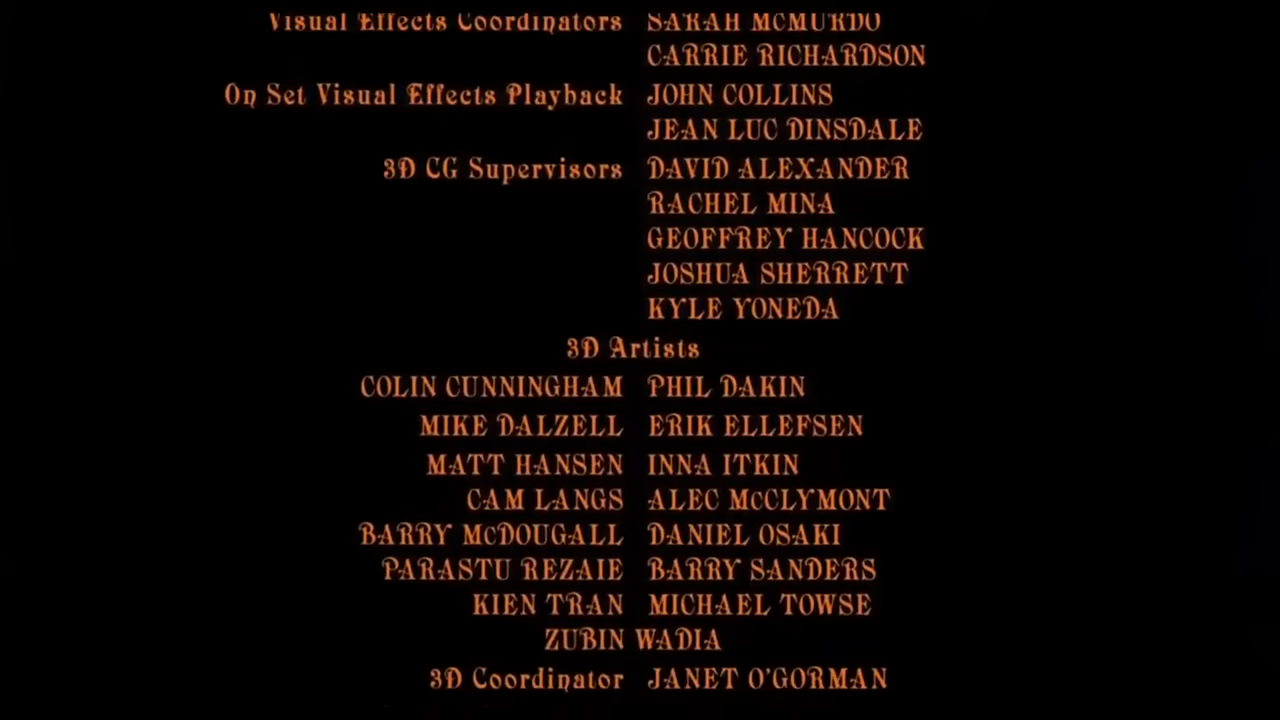 Visual Effects Coordinators SARAH MCMURDO
CARRIE RICHARDSON
On Set Visual Effects Playback JOHN COLLINS
JEAN LUC DINSDALE
3D CG Supervisors DAVID ALEXANDER
RACHEL MINA
GEOFFREY HANCOCK
JOSHUA SHERRETT
KYLE YONEDA
3D Artists
COLIN CUNNINGHAM PHIL DAKIN
MIKE DALZELL ERIK ELLEFSEN
MATT HANSEN INNA ITKIN
CAM LANGS ALEC McCLYMONT
BARRY McDOUGALL DANIEL OSAKI
PARASTU REZAIE BARRY SANDERS
KIEN TRAN MICHAEL TOWSE
ZUBIN WADIA
3D Coordinator JANET O'GORMAN